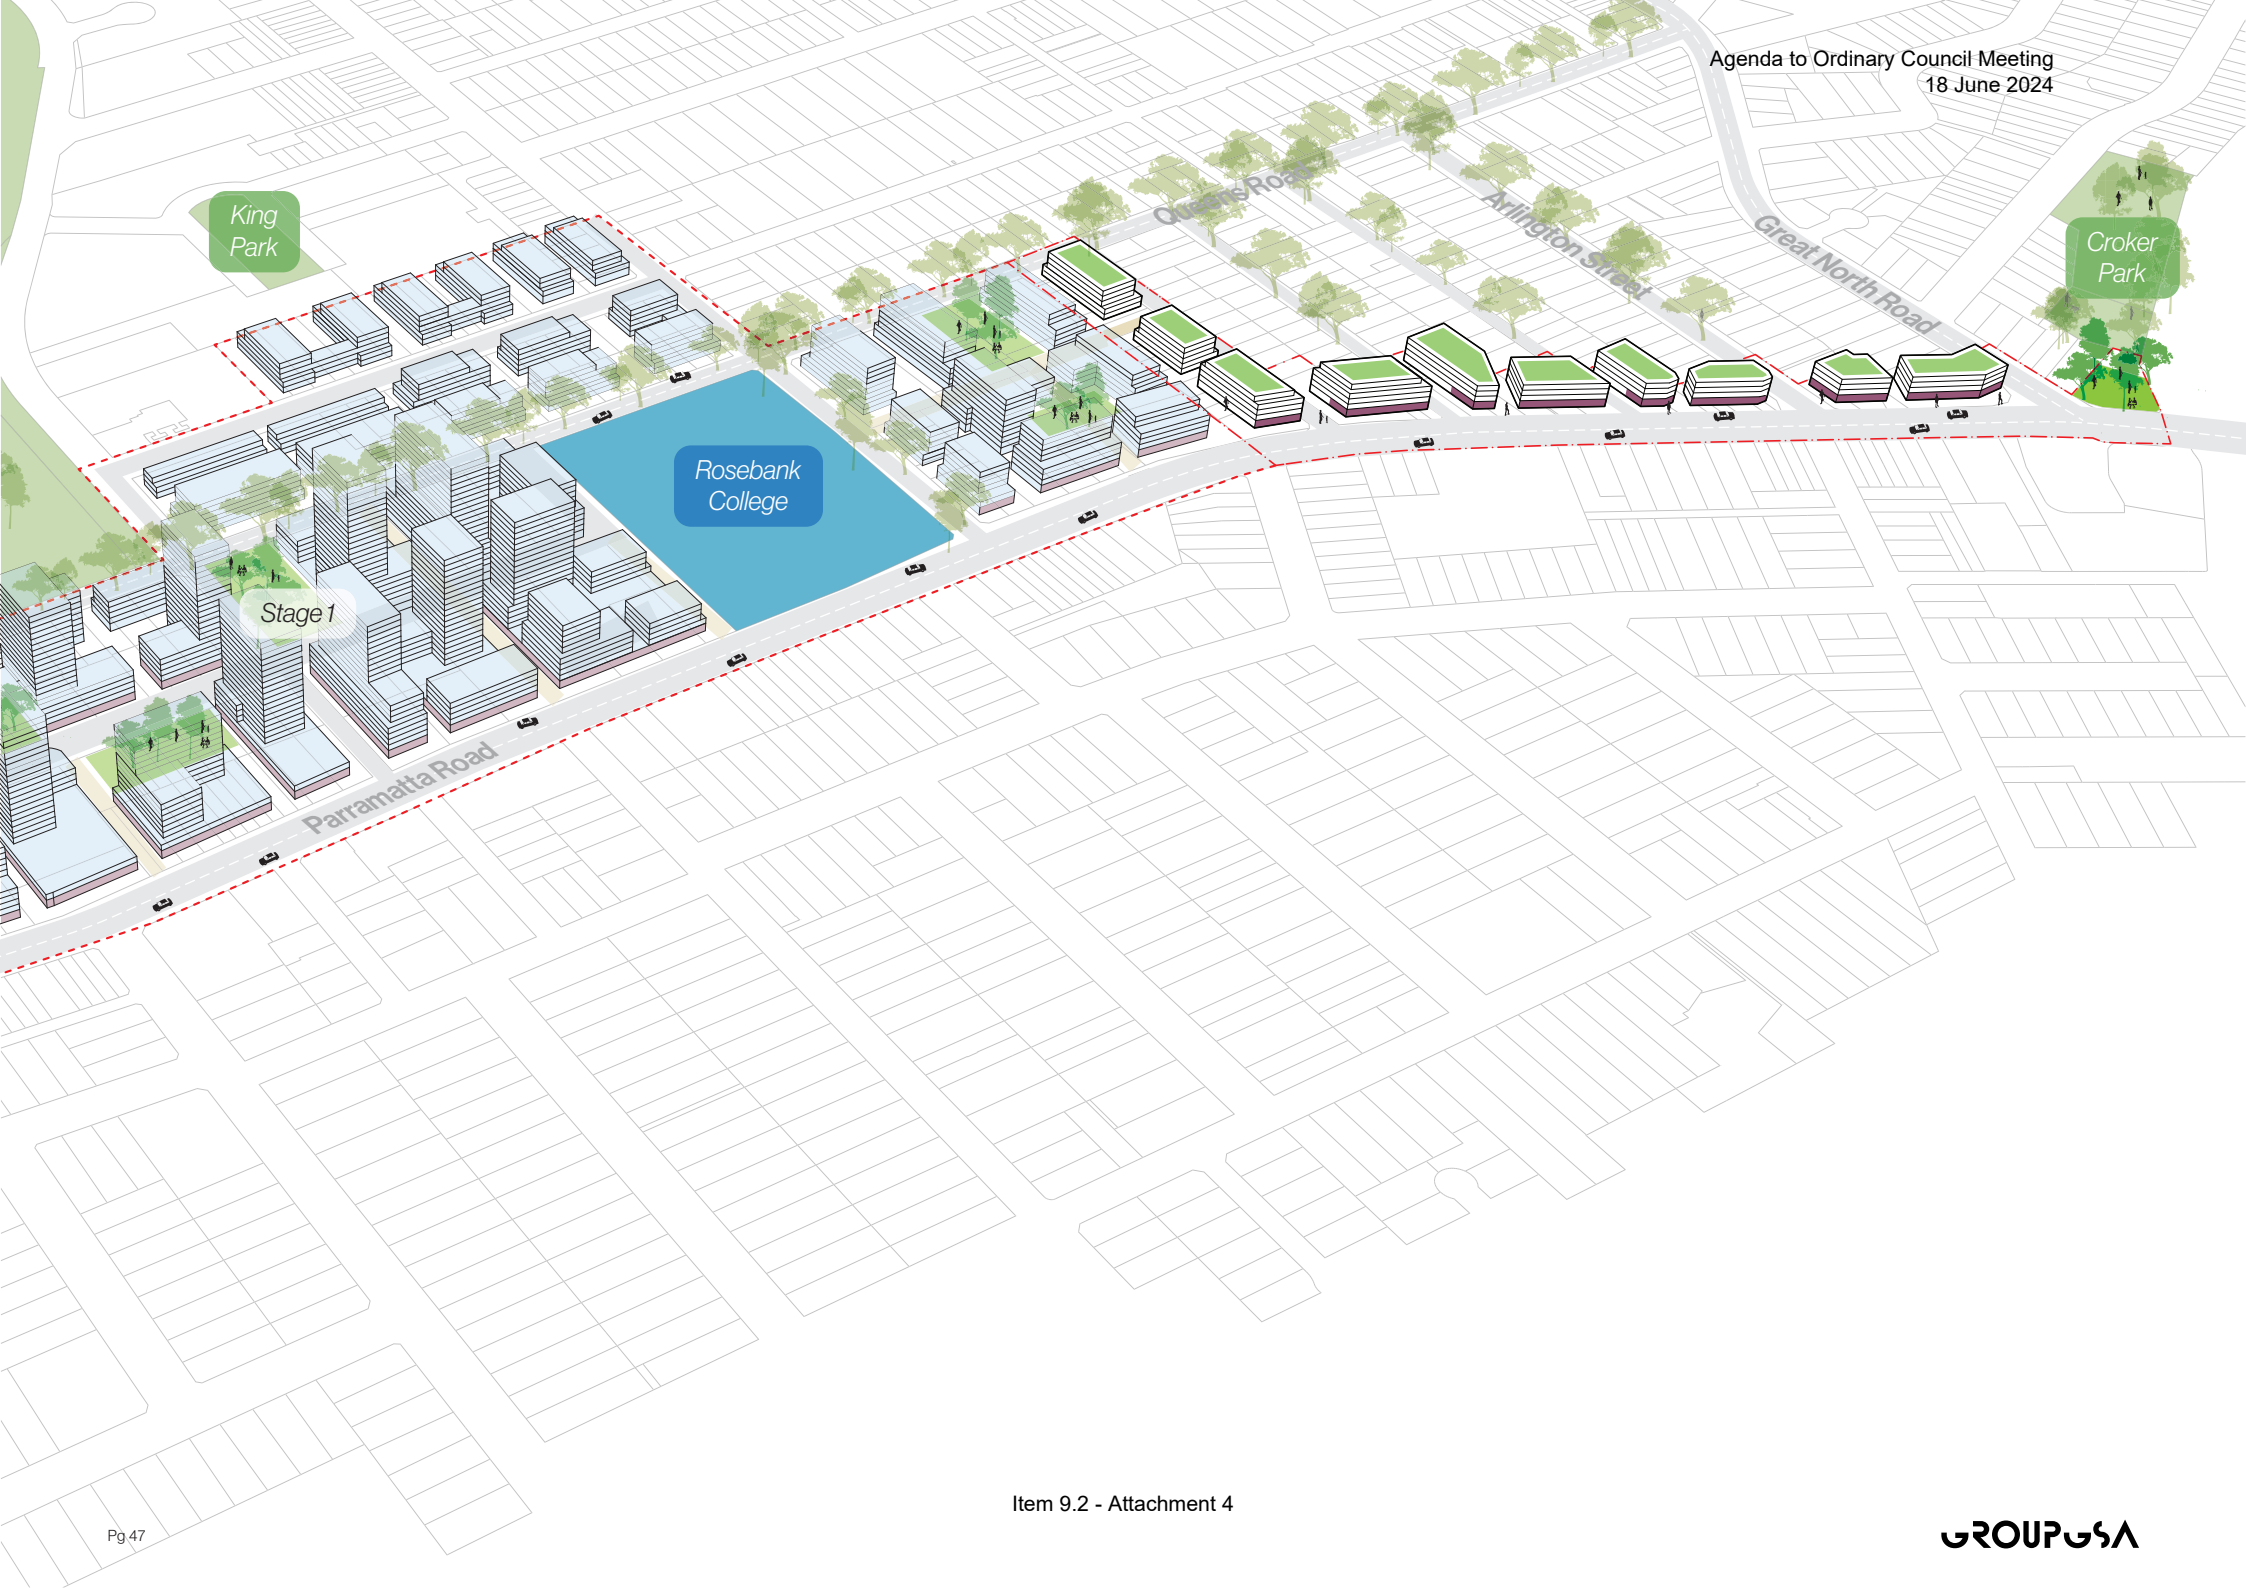 Agenda to Ordinary Council Meeting
18 June 2024
King
Park
Queens Road
Arlington Street
Great North Road
Croker
Park
Rosebank
College
Stage 1
Parramatta Road
Item 9.2 - Attachment 4
Pg 47
GROUPGSA